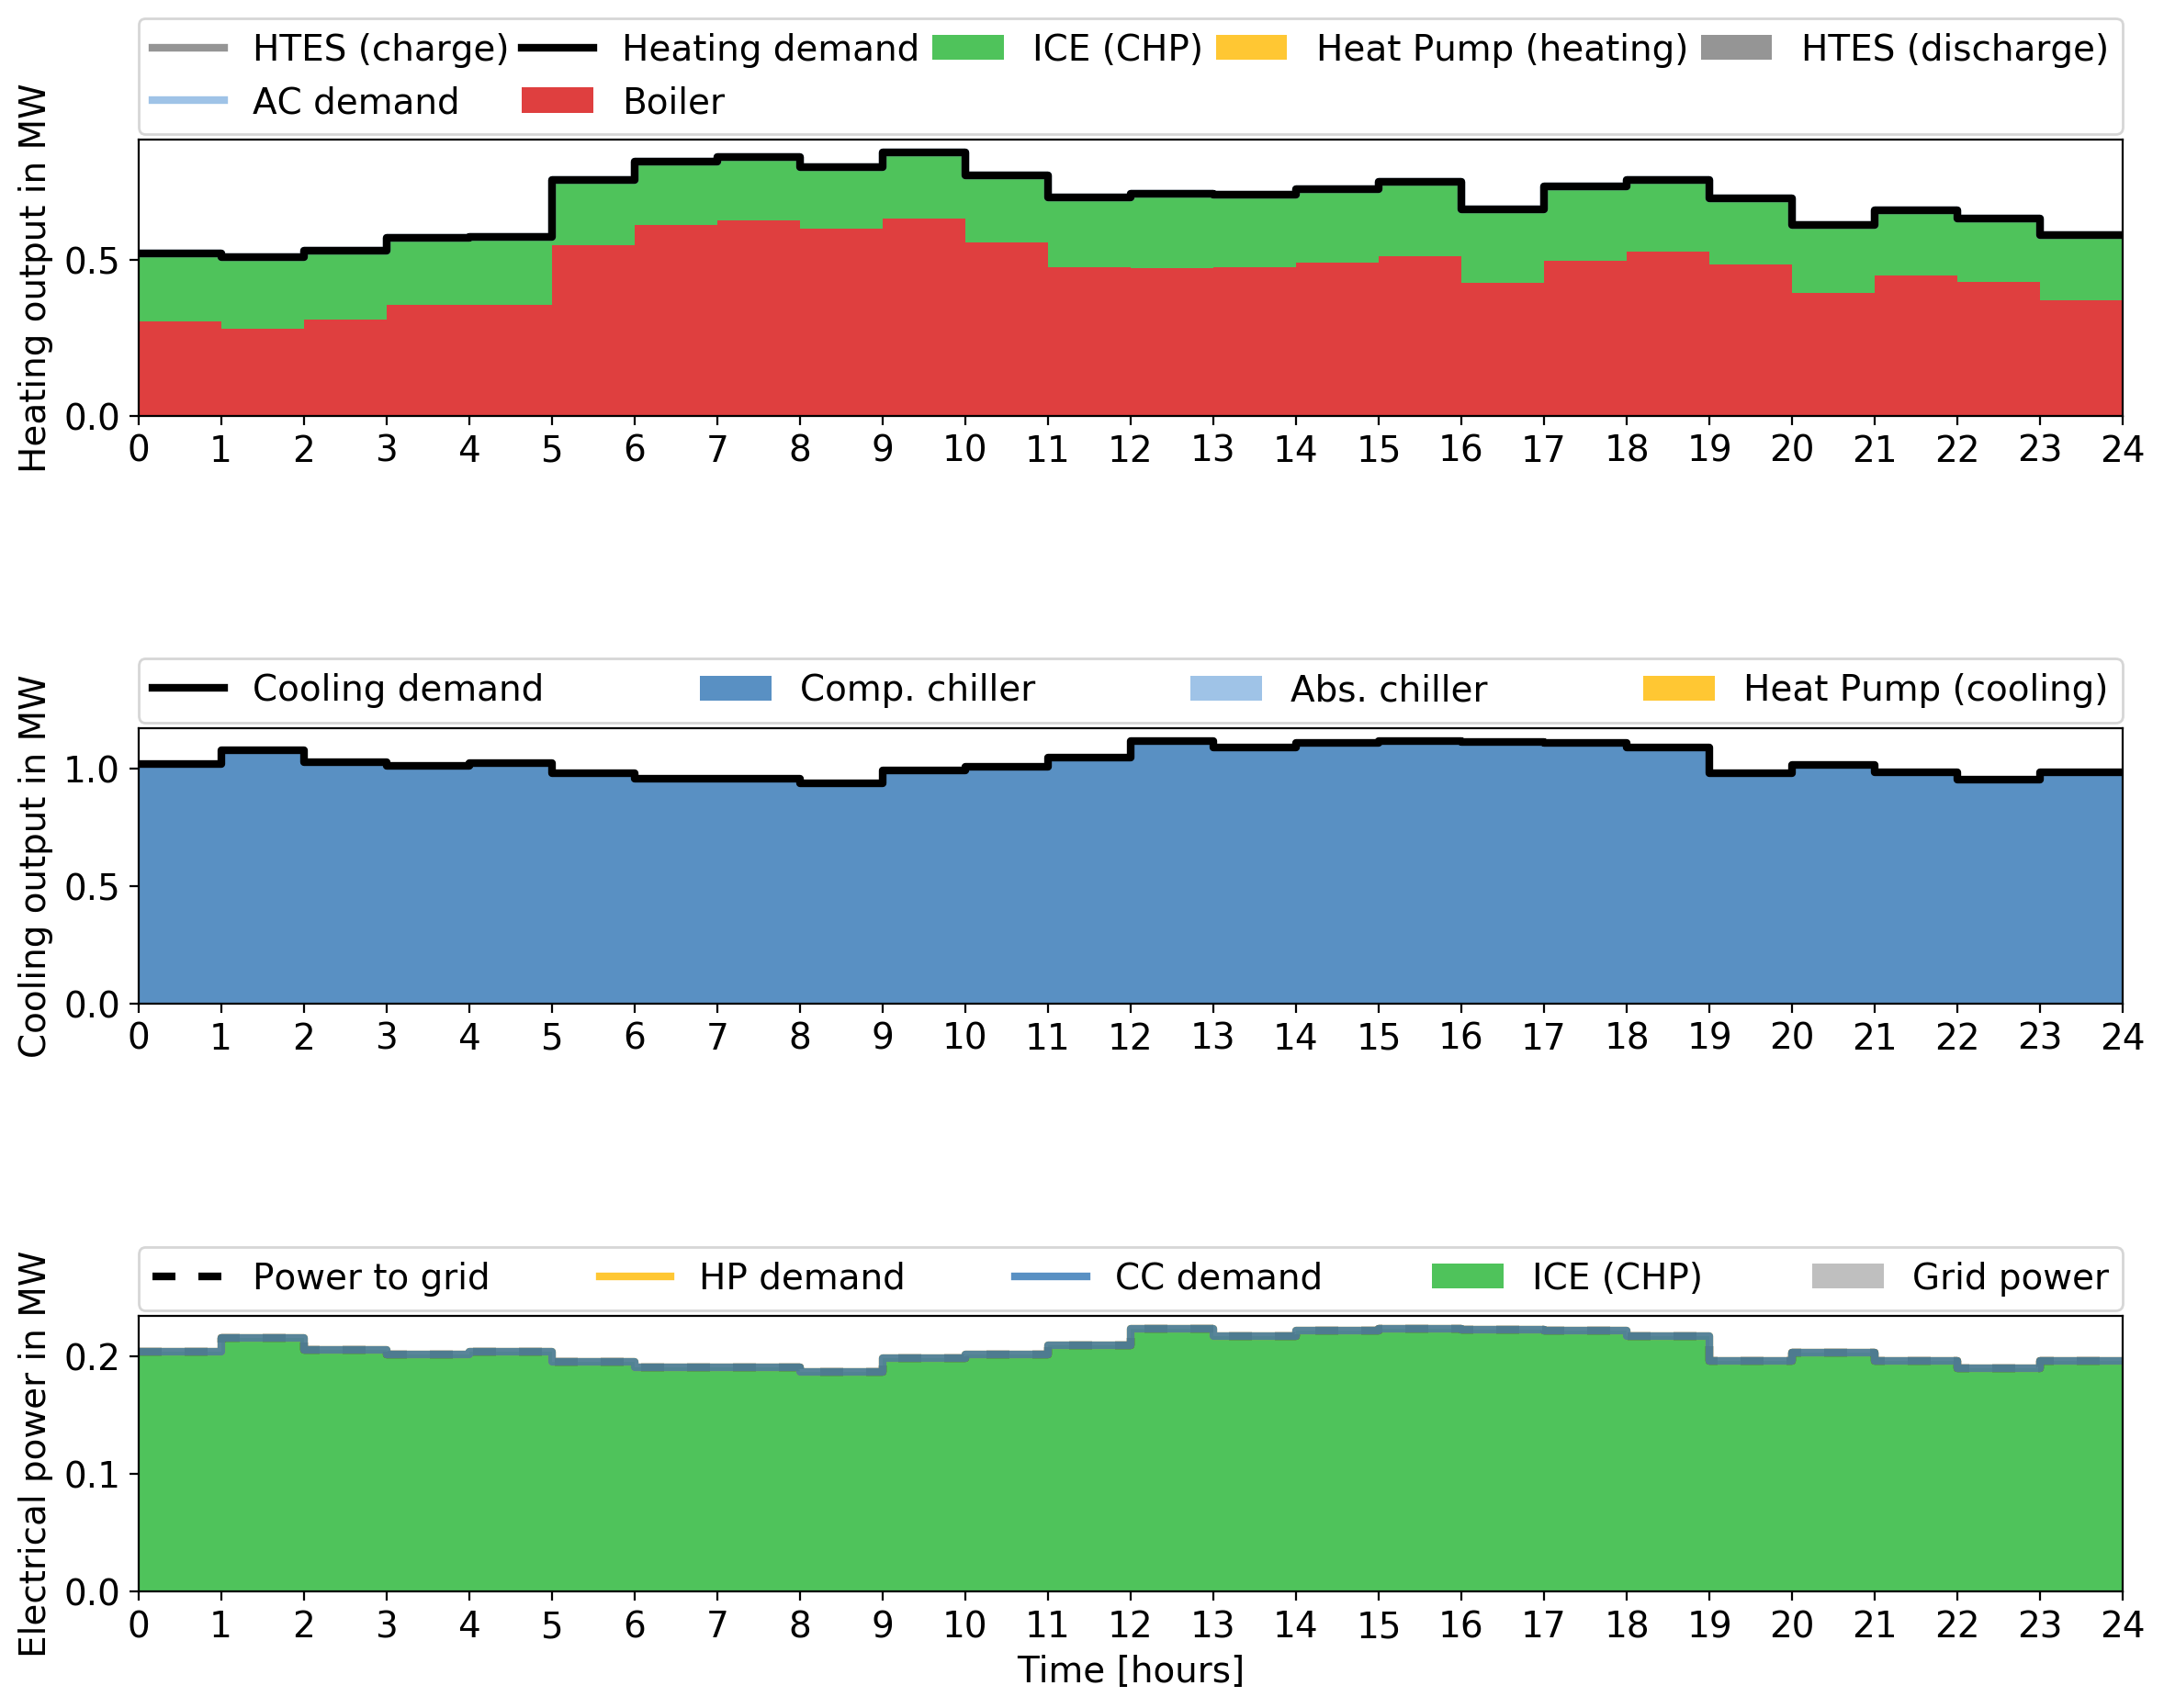 HTES (charge) Heating demand ICE (CHP) Heat Pump (heating) HTES (discharge)
AC demand Boiler
Heating output in MW
0.5
0.0
0 1 2 3 4 5 6 7 8 9 10 11 12 13 14 15 16 17 18 19 20 21 22 23 24
Cooling demand Comp. chiller Abs. chiller Heat Pump (cooling)
Cooling output in MW
1.0
0.5
0.0
0 1 2 3 4 5 6 7 8 9 10 11 12 13 14 15 16 17 18 19 20 21 22 23 24
Power to grid HP demand CC demand ICE (CHP) Grid power
Electrical power in MW
0.2
0.1
0.0
0 1 2 3 4 5 6 7 8 9 10 11 12 13 14 15 16 17 18 19 20 21 22 23 24
Time [hours]